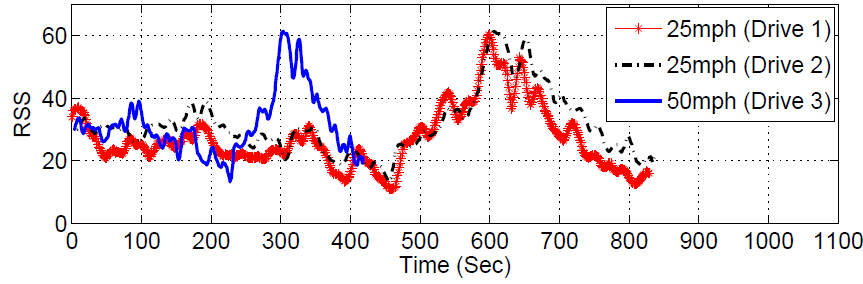 25mph (Drive 1)
25mph (Drive 2)
50mph (Drive 3)
RSS
60
40
20
0
0 100 200 300 400 500 600 700 800 900 1000 1100
Time (Sec)